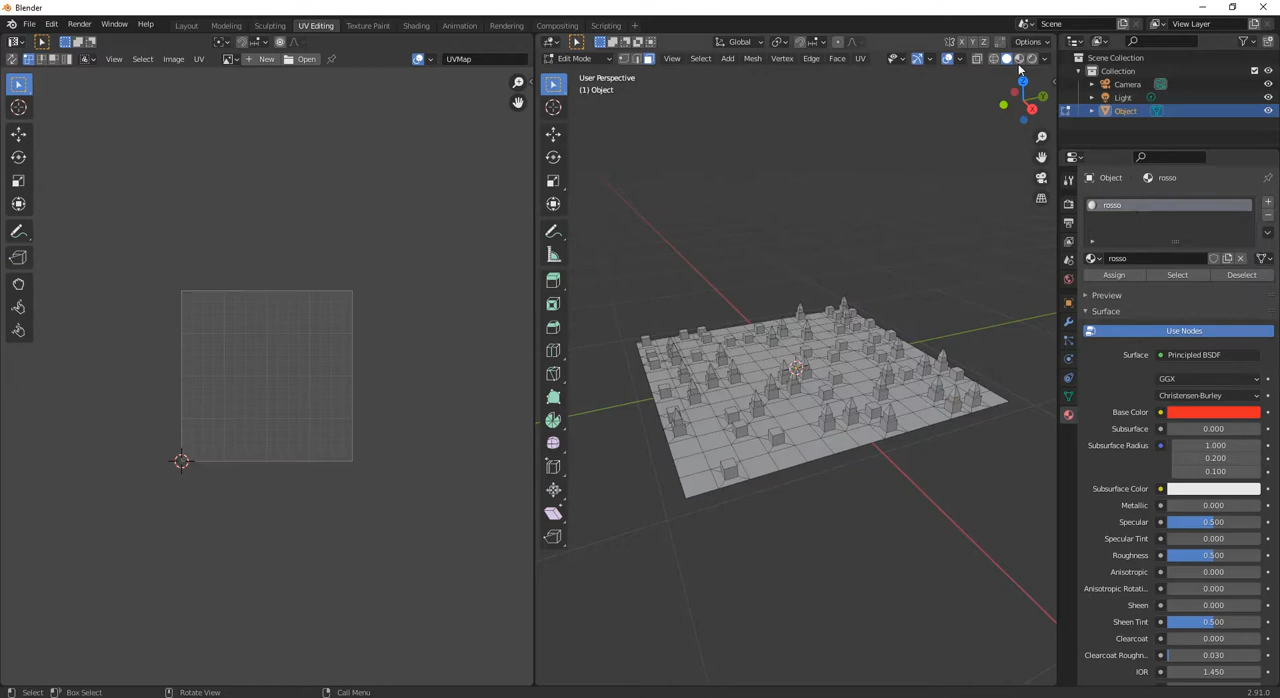 Blender
File Edit Render Window Help Layout Modeling Sculpting UV Editing Texture Paint Shading Animation Rendering Compositing Scripting + Scene View Layer
Global Options
View Select Image UV New Open UVMap Edit Mode View Select Add Mesh Vertex Edge Face UV
Scene Collection
Collection
Camera
Light
Object
User Perspective
(1) Object
Z
Y
X
X Y Z
Object rosso
rosso
rosso
Assign Select Deselect
Preview
Surface
Use Nodes
Surface Principled BSDF
GGX
Christensen-Burley
Base Color
Subsurface 0.000
Subsurface Radius 1.000
0.200
0.100
Subsurface Color
Metallic 0.000
Specular 0.500
Specular Tint 0.000
Roughness 0.500
Anisotropic 0.000
Anisotropic Rotati... 0.000
Sheen 0.000
Sheen Tint 0.500
Clearcoat 0.000
Clearcoat Roughn... 0.030
IOR 1.450
Select Box Select Rotate View Call Menu 2.91.0